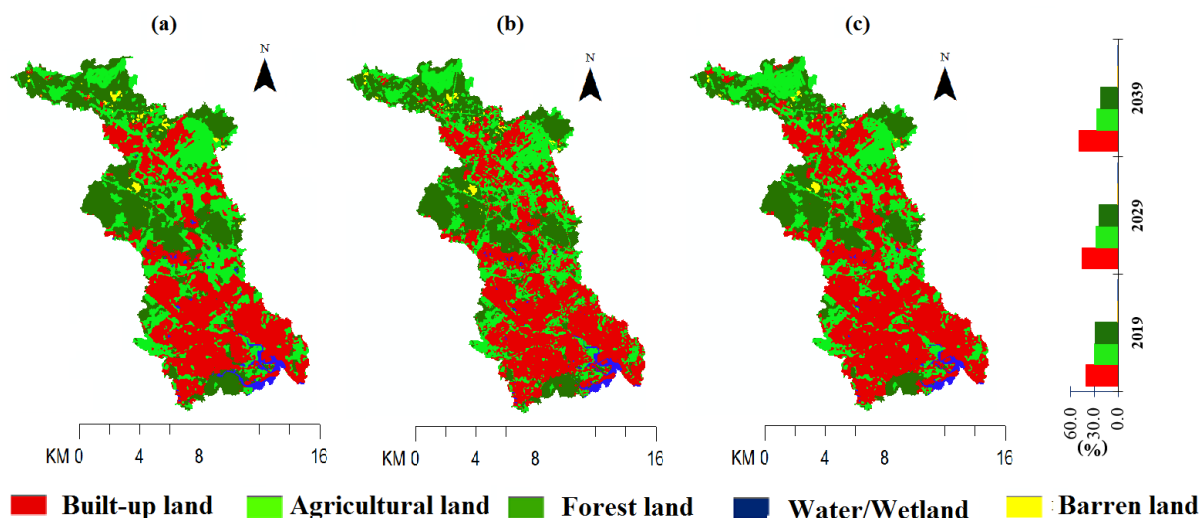 (a)
(b)
(c)
N
N
N
2039
2029
2019
60.0
30.0
0.0
(%)
KM 0 4 8 16
KM 0 4 8 16
KM 0 4 8 16
Built-up land Agricultural land Forest land Water/Wetland Barren land